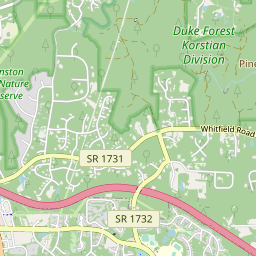 Duke Forest
Korstian
Division
Pine
nston
Nature
serve
Whitfield Road
SR 1731
SR 1732